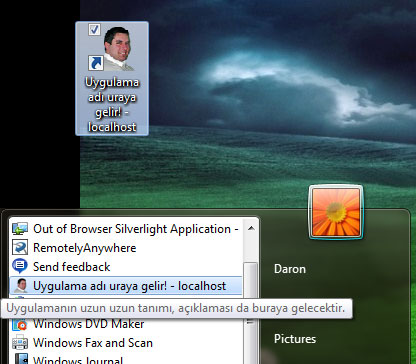 Uygulama
adı uraya
gelir! -
localhost
Out of Browser Silverlight Application -
RemotelyAnywhere
Send feedback
Uygulama adı uraya gelir! - localhost
Uygulamanın uzun uzun tanımı, açıklaması da buraya gelecektir.
Windows DVD Maker
Windows Fax and Scan
Windows Journal
Daron
Pictures